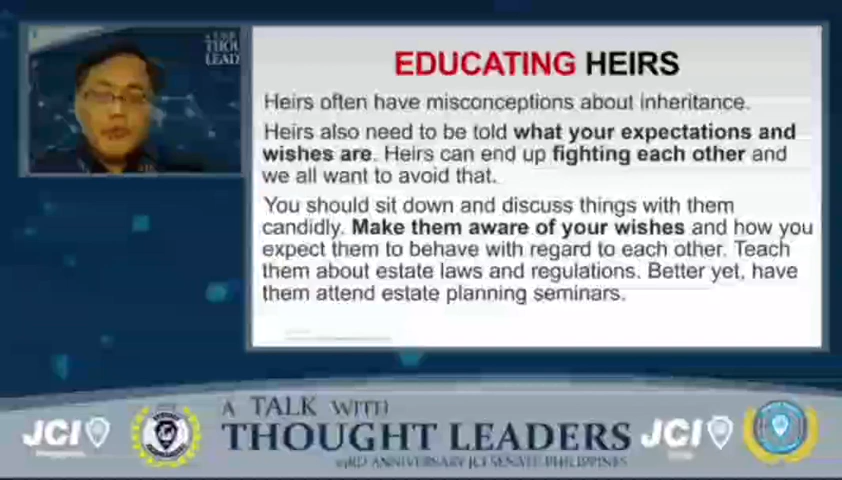 THOU
LEAD
EDUCATING HEIRS
Heirs often have misconceptions about inheritance.
Heirs also need to be told what your expectations and
wishes are. Heirs can end up fighting each other and
we all want to avoid that.
You should sit down and discuss things with them
candidly. Make them aware of your wishes and how you
expect them to behave with regard to each other. Teach
them about estate laws and regulations. Better yet, have
them attend estate planning seminars.
A TALK WITH
THOUGHT LEADERS
ANNIVERSARY JCI SENATE PHILIPPINES
JCI
JCI